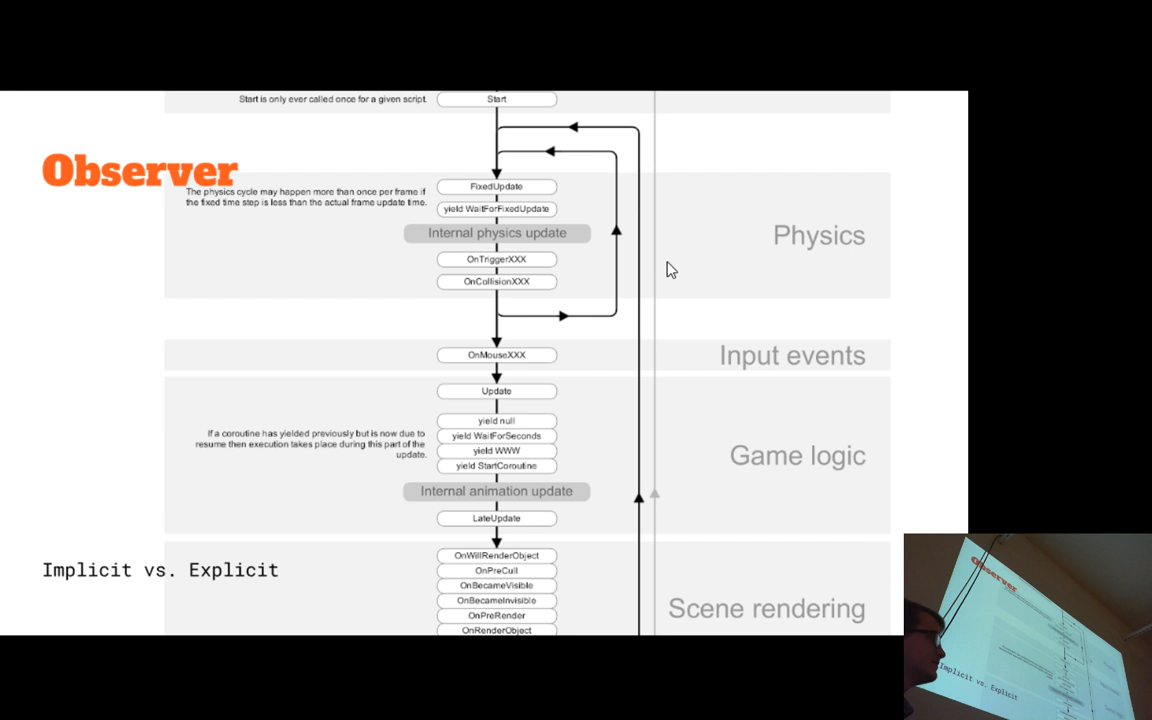 Start is only ever called once for a given script.
Start
Observer
The physics cycle may happen more than once per frame if
the fixed time step is less than the actual frame update time.
FixedUpdate
yield WaitForFixedUpdate
Internal physics update
OnTriggerXXX
OnCollisionXXX
Physics
OnMouseXXX
Input events
Update
If a coroutine has yielded previously but is now due to
resume then execution takes place during this part of the
update.
yield null
yield WaitForSeconds
yield WWW
yield StartCoroutine
Internal animation update
LateUpdate
Game logic
OnWillRenderObject
OnPreCull
OnBecameVisible
OnBecameInvisible
OnPreRender
OnRenderObject
Scene rendering
Implicit vs. Explicit
Observer
Implicit vs. Explicit